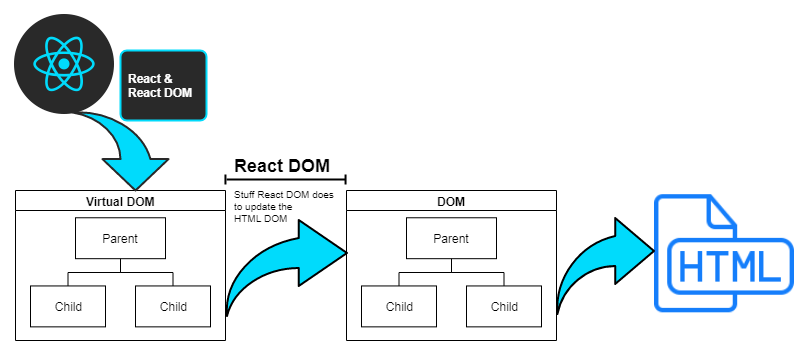 React &
React DOM
React DOM
Stuff React DOM does
to update the
HTML DOM
Virtual DOM
Parent
Child
Child
DOM
Parent
Child
Child
HTML